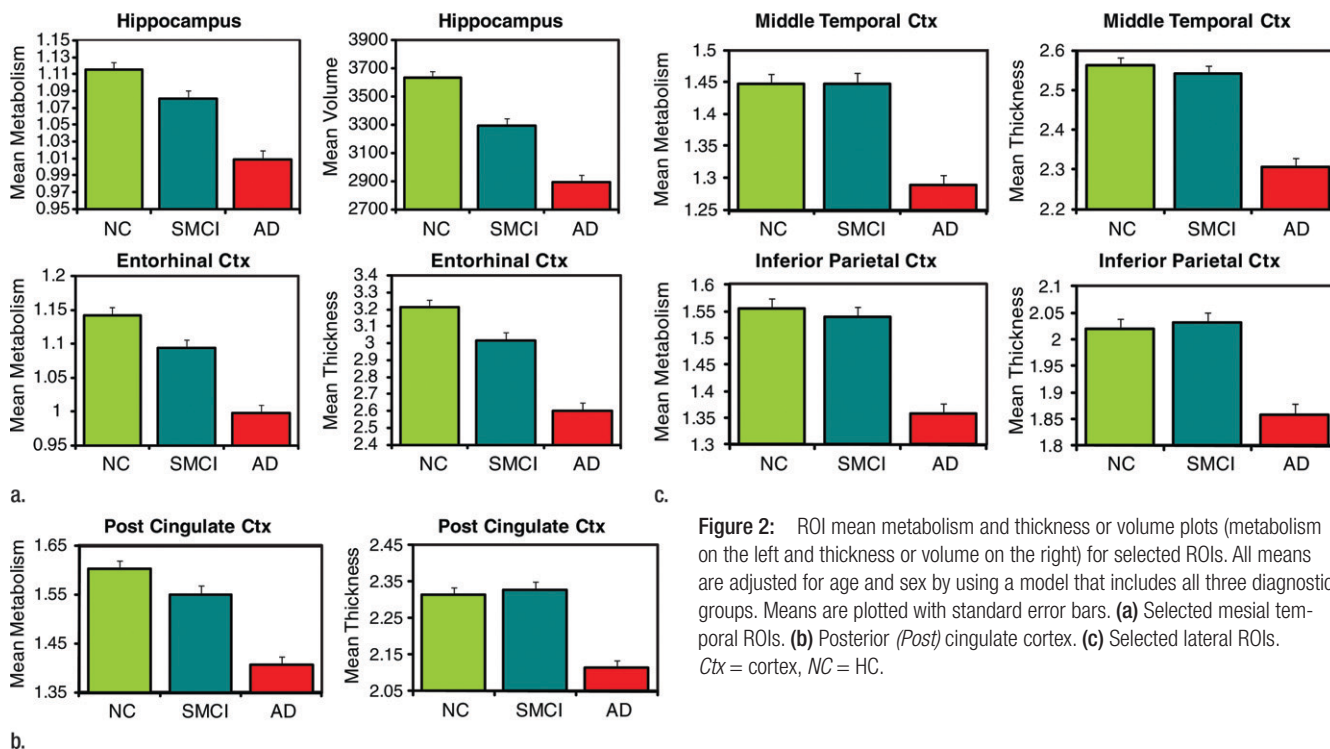 Hippocampus
Mean Metabolism
1.15
1.13
1.11
1.09
1.07
1.05
1.03
1.01
0.99
0.97
0.95
NC SMCI AD
Hippocampus
Mean Volume
3900
3700
3500
3300
3100
2900
2700
NC SMCI AD
Entorhinal Ctx
Mean Metabolism
1.2
1.15
1.1
1.05
1
0.95
NC SMCI AD
Entorhinal Ctx
Mean Thickness
3.4
3.3
3.2
3.1
3
2.9
2.8
2.7
2.6
2.5
2.4
NC SMCI AD
a.
Post Cingulate Ctx
Mean Metabolism
1.65
1.55
1.45
1.35
NC SMCI AD
Post Cingulate Ctx
Mean Thickness
2.45
2.35
2.25
2.15
2.05
NC SMCI AD
b.
Middle Temporal Ctx
Mean Metabolism
1.5
1.45
1.4
1.35
1.3
1.25
NC SMCI AD
Middle Temporal Ctx
Mean Thickness
2.6
2.5
2.4
2.3
2.2
NC SMCI AD
Inferior Parietal Ctx
Mean Metabolism
1.6
1.55
1.5
1.45
1.4
1.35
1.3
NC SMCI AD
Inferior Parietal Ctx
Mean Thickness
2.1
2.05
2
1.95
1.9
1.85
1.8
NC SMCI AD
c.
Figure 2: ROI mean metabolism and thickness or volume plots (metabolism
on the left and thickness or volume on the right) for selected ROIs. All means
are adjusted for age and sex by using a model that includes all three diagnostic
groups. Means are plotted with standard error bars. (a) Selected mesial tem-
poral ROIs. (b) Posterior (Post) cingulate cortex. (c) Selected lateral ROIs.
Ctx = cortex, NC = HC.